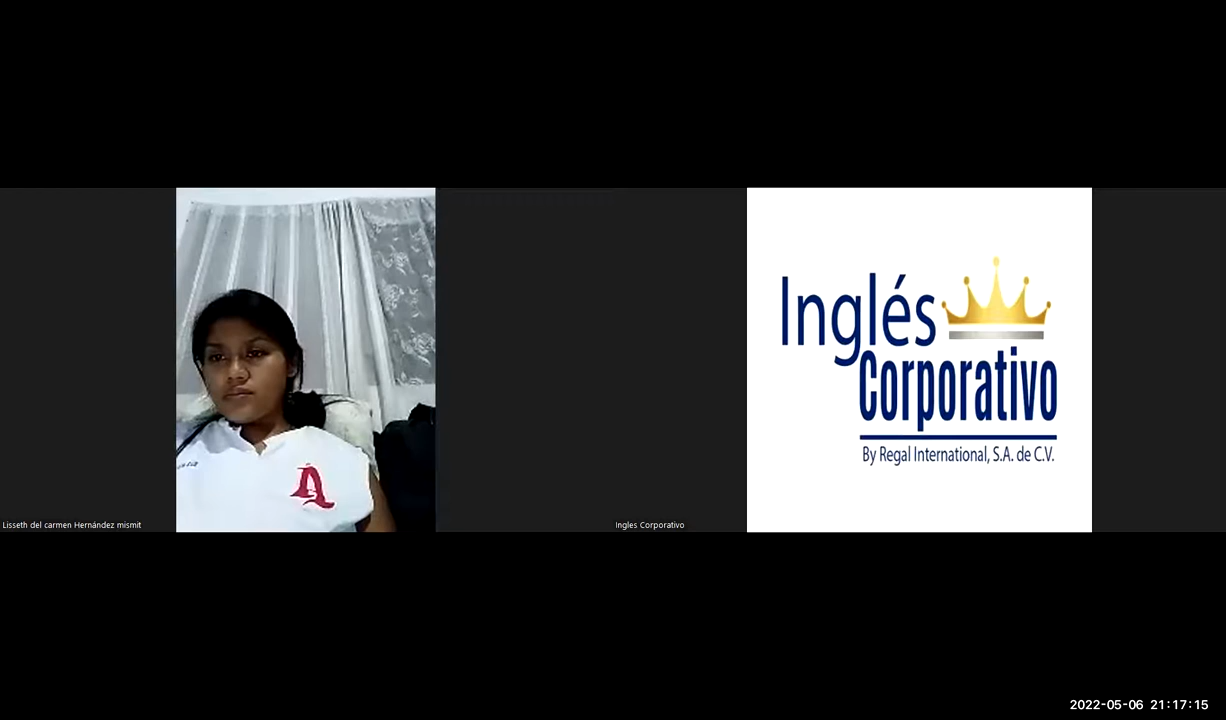 Inglés
Corporativo
By Regal International, S.A. de C.V.
A
Lisseth del carmen Hernández mismit
Ingles Corporativo
2022-05-06 21:17:15